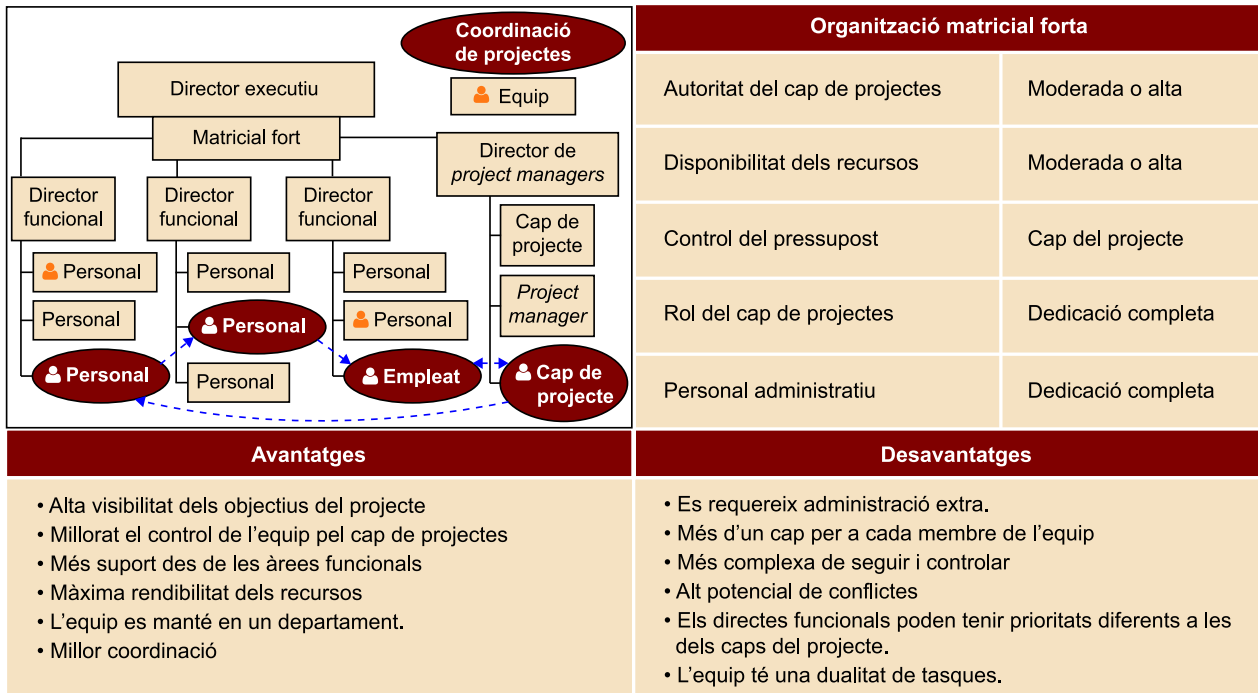 Coordinació
de projectes
Equip
Director executiu
Matricial fort
Director de
project managers
Director
funcional
Director
funcional
Director
funcional
Cap de
projecte
Personal
Personal
Personal
Project
manager
Personal
Personal
Personal
Personal
Personal
Empleat
Cap de
projecte
Organització matricial forta
Autoritat del cap de projectes
Moderada o alta
Disponibilitat dels recursos
Moderada o alta
Control del pressupost
Cap del projecte
Rol del cap de projectes
Dedicació completa
Personal administratiu
Dedicació completa
Avantatges
• Alta visibilitat dels objectius del projecte
• Millorat el control de l’equip pel cap de projectes
• Més suport des de les àrees funcionals
• Màxima rendibilitat dels recursos
• L’equip es manté en un departament.
• Millor coordinació
Desavantatges
• Es requereix administració extra.
• Més d’un cap per a cada membre de l’equip
• Més complexa de seguir i controlar
• Alt potencial de conflictes
• Els directes funcionals poden tenir prioritats diferents a les
dels caps del projecte.
• L’equip té una dualitat de tasques.